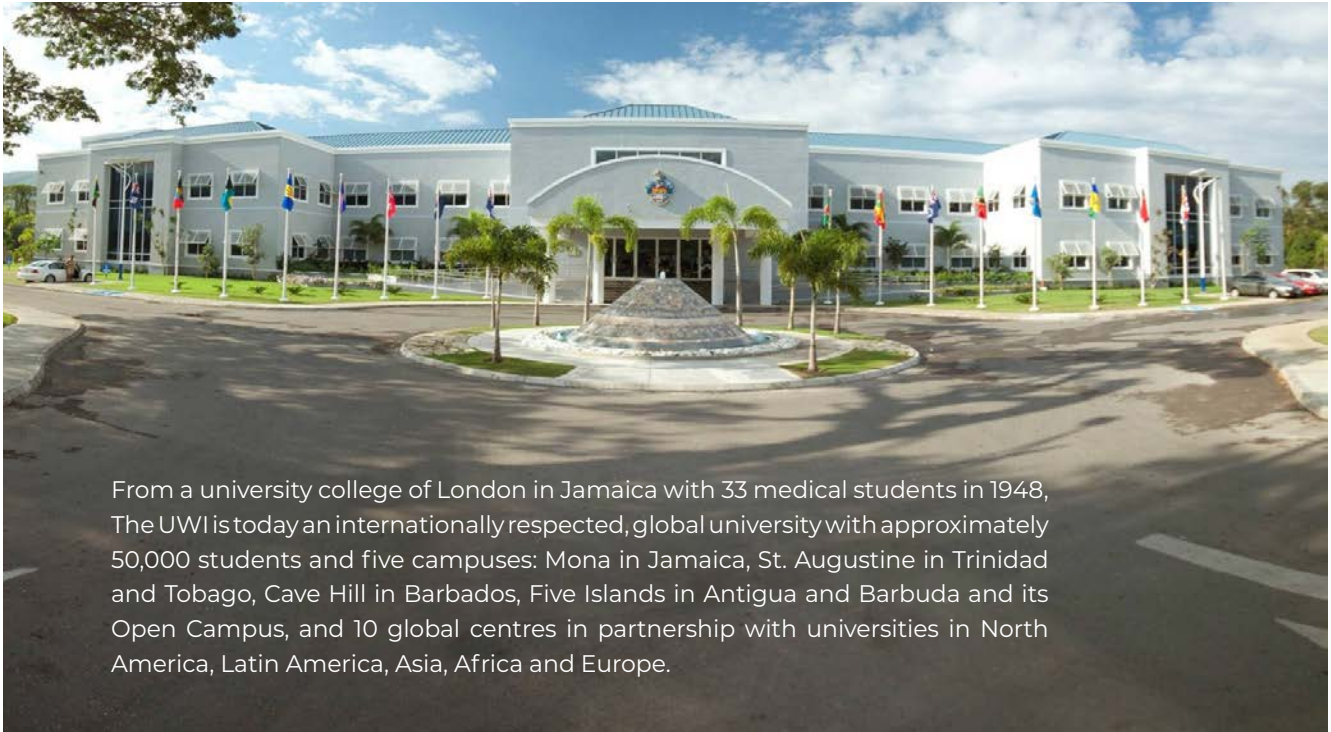 From a university college of London in Jamaica with 33 medical students in 1948,
The UWI is today an internationally respected, global university with approximately
50,000 students and five campuses: Mona in Jamaica, St. Augustine in Trinidad
and Tobago, Cave Hill in Barbados, Five Islands in Antigua and Barbuda and its
Open Campus, and 10 global centres in partnership with universities in North
America, Latin America, Asia, Africa and Europe.